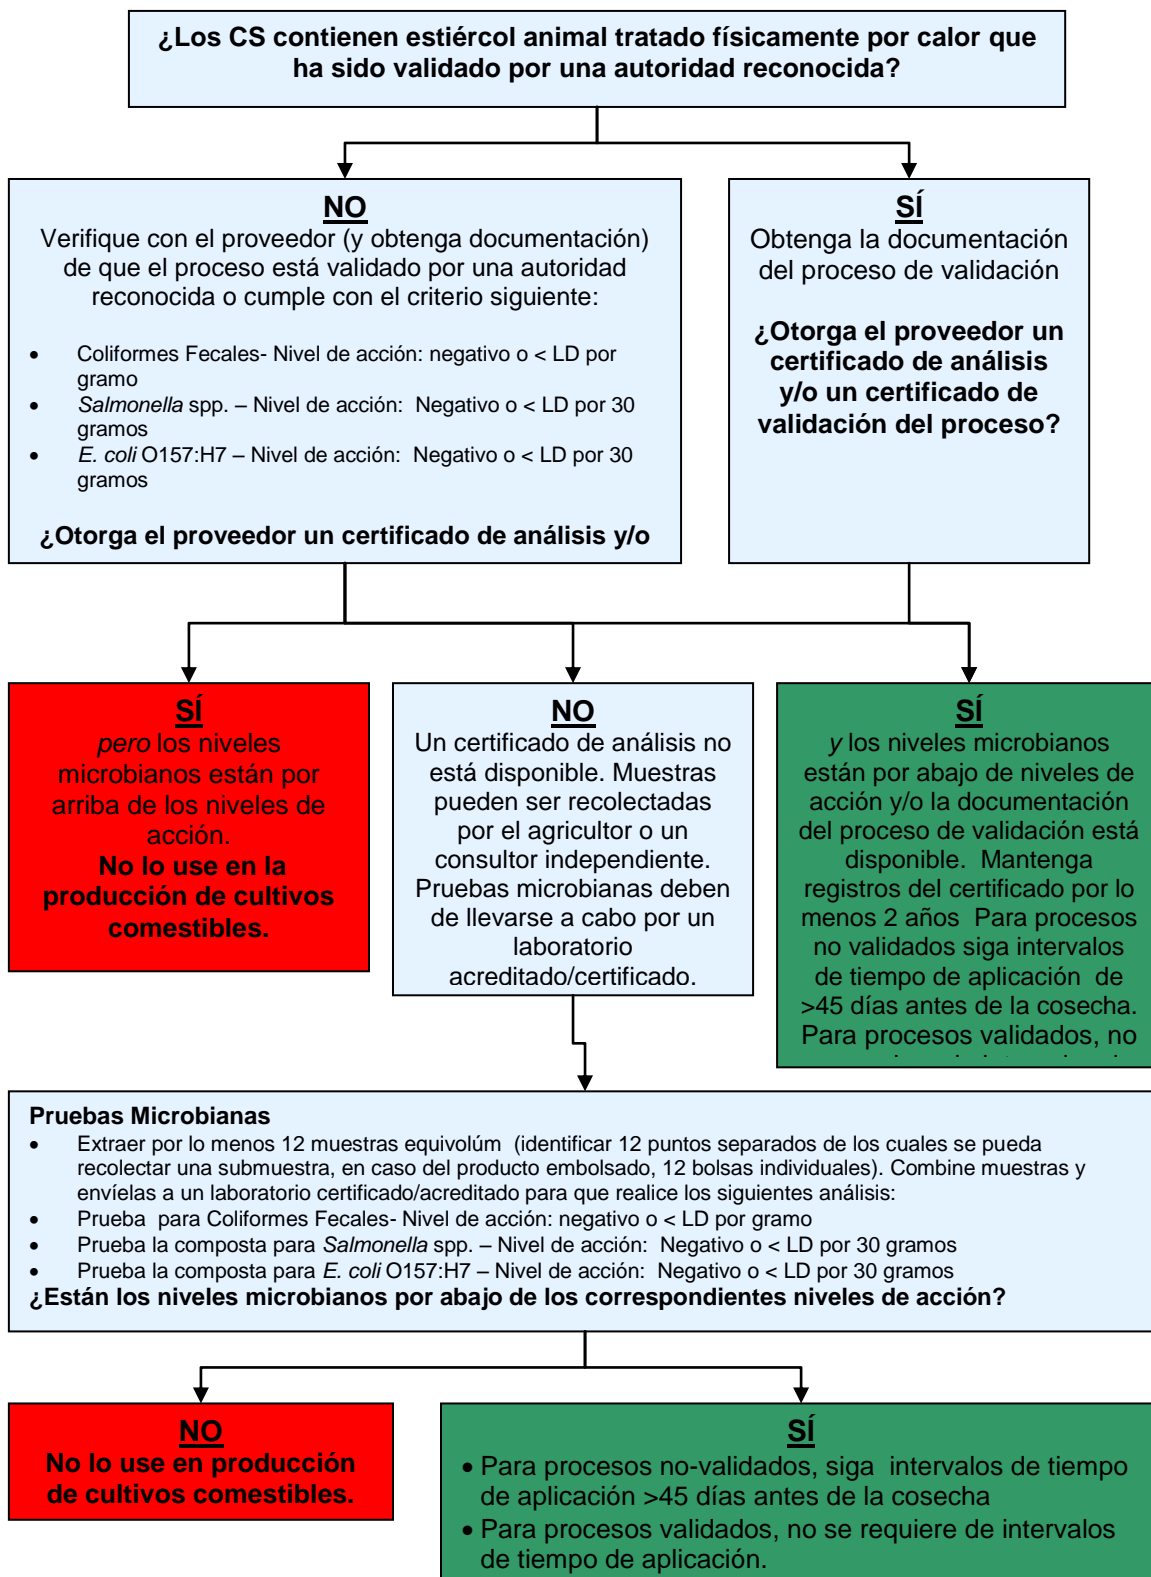 ¿Los CS contienen estiércol animal tratado físicamente por calor que
ha sido validado por una autoridad reconocida?
NO
Verifique con el proveedor (y obtenga documentación)
de que el proceso está validado por una autoridad
reconocida o cumple con el criterio siguiente:
• Coliformes Fecales- Nivel de acción: negativo o < LD por
gramo
• Salmonella spp. – Nivel de acción: Negativo o < LD por 30
gramos
• E. coli O157:H7 – Nivel de acción: Negativo o < LD por 30
gramos
¿Otorga el proveedor un certificado de análisis y/o
SÍ
Obtenga la documentación
del proceso de validación
¿Otorga el proveedor un
certificado de análisis
y/o un certificado de
validación del proceso?
SÍ
pero los niveles
microbianos están por
arriba de los niveles de
acción.
No lo use en la
producción de cultivos
comestibles.
NO
Un certificado de análisis no
está disponible. Muestras
pueden ser recolectadas
por el agricultor o un
consultor independiente.
Pruebas microbianas deben
de llevarse a cabo por un
laboratorio
acreditado/certificado.
SÍ
y los niveles microbianos
están por abajo de niveles de
acción y/o la documentación
del proceso de validación está
disponible. Mantenga
registros del certificado por lo
menos 2 años Para procesos
no validados siga intervalos
de tiempo de aplicación de
>45 días antes de la cosecha.
Para procesos validados, no
Pruebas Microbianas
• Extraer por lo menos 12 muestras equivolúm (identificar 12 puntos separados de los cuales se pueda
recolectar una submuestra, en caso del producto embolsado, 12 bolsas individuales). Combine muestras y
envíelas a un laboratorio certificado/acreditado para que realice los siguientes análisis:
• Prueba para Coliformes Fecales- Nivel de acción: negativo o < LD por gramo
• Prueba la composta para Salmonella spp. – Nivel de acción: Negativo o < LD por 30 gramos
• Prueba la composta para E. coli O157:H7 – Nivel de acción: Negativo o < LD por 30 gramos
¿Están los niveles microbianos por abajo de los correspondientes niveles de acción?
NO
No lo use en producción
de cultivos comestibles.
SÍ
• Para procesos no-validados, siga intervalos de tiempo
de aplicación >45 días antes de la cosecha
• Para procesos validados, no se requiere de intervalos
de tiempo de aplicación.